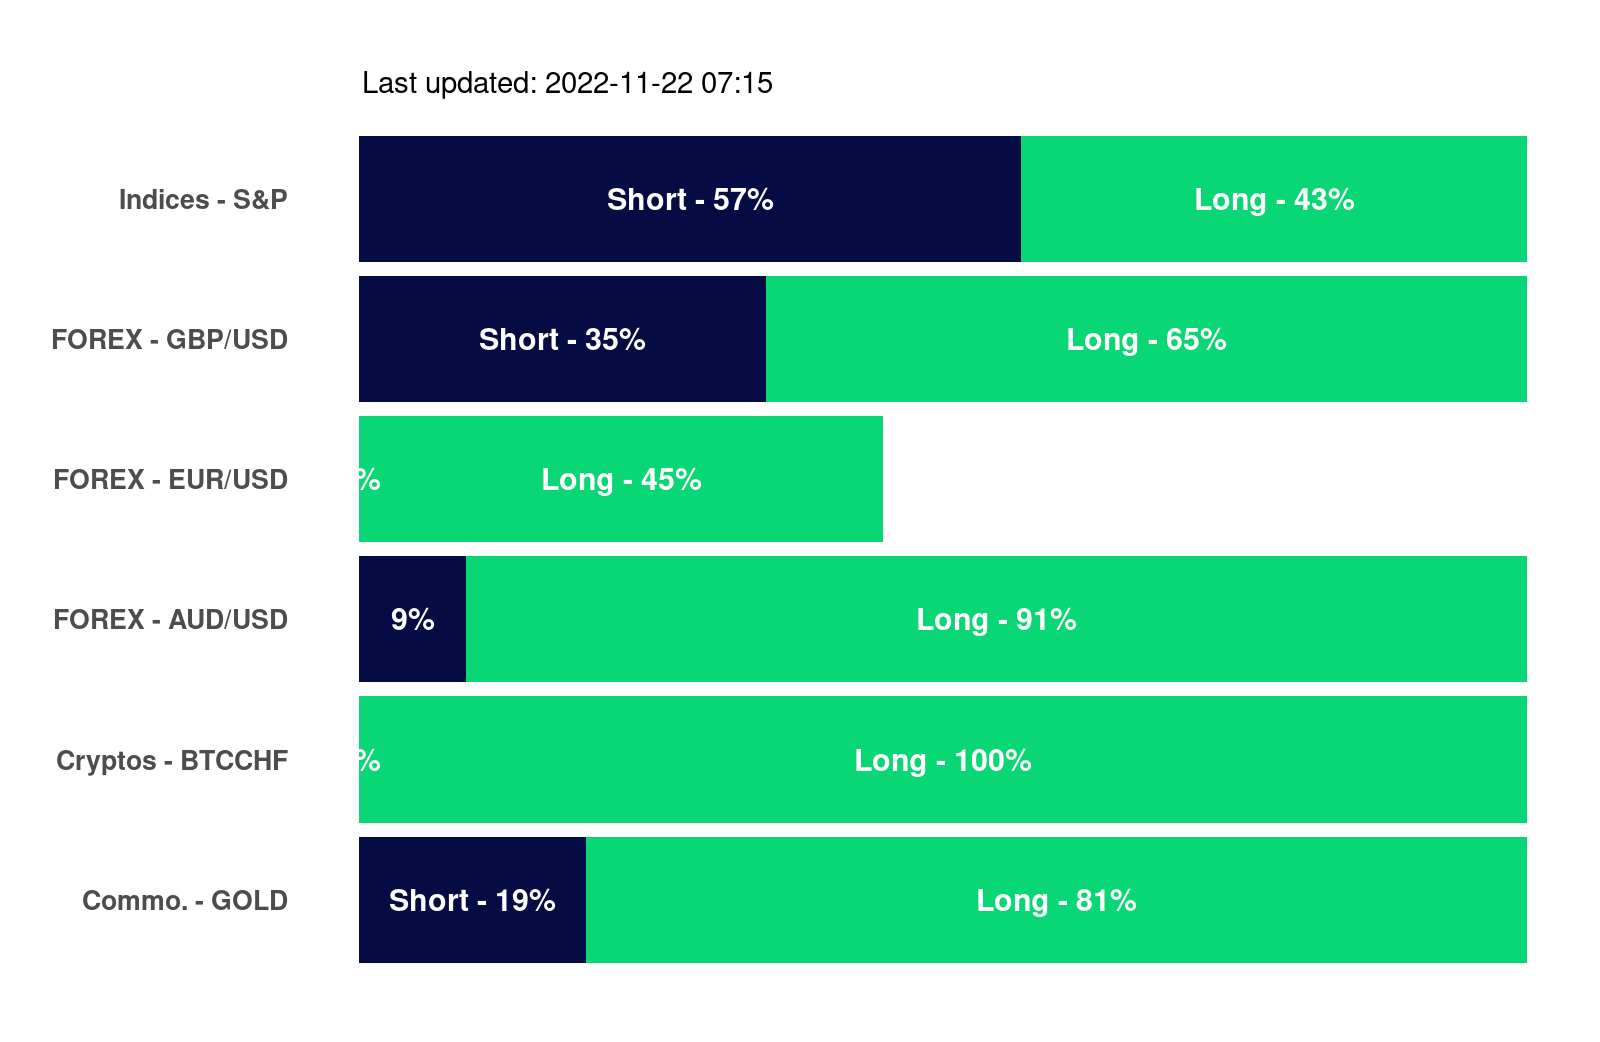 Last updated: 2022-11-22 07:15
Indices - S&P Short - 57% Long - 43%
FOREX - GBP/USD Short - 35% Long - 65%
FOREX - EUR/USD % Long - 45%
FOREX - AUD/USD 9% Long - 91%
Cryptos - BTCCHF % Long - 100%
Commo. - GOLD Short - 19% Long - 81%